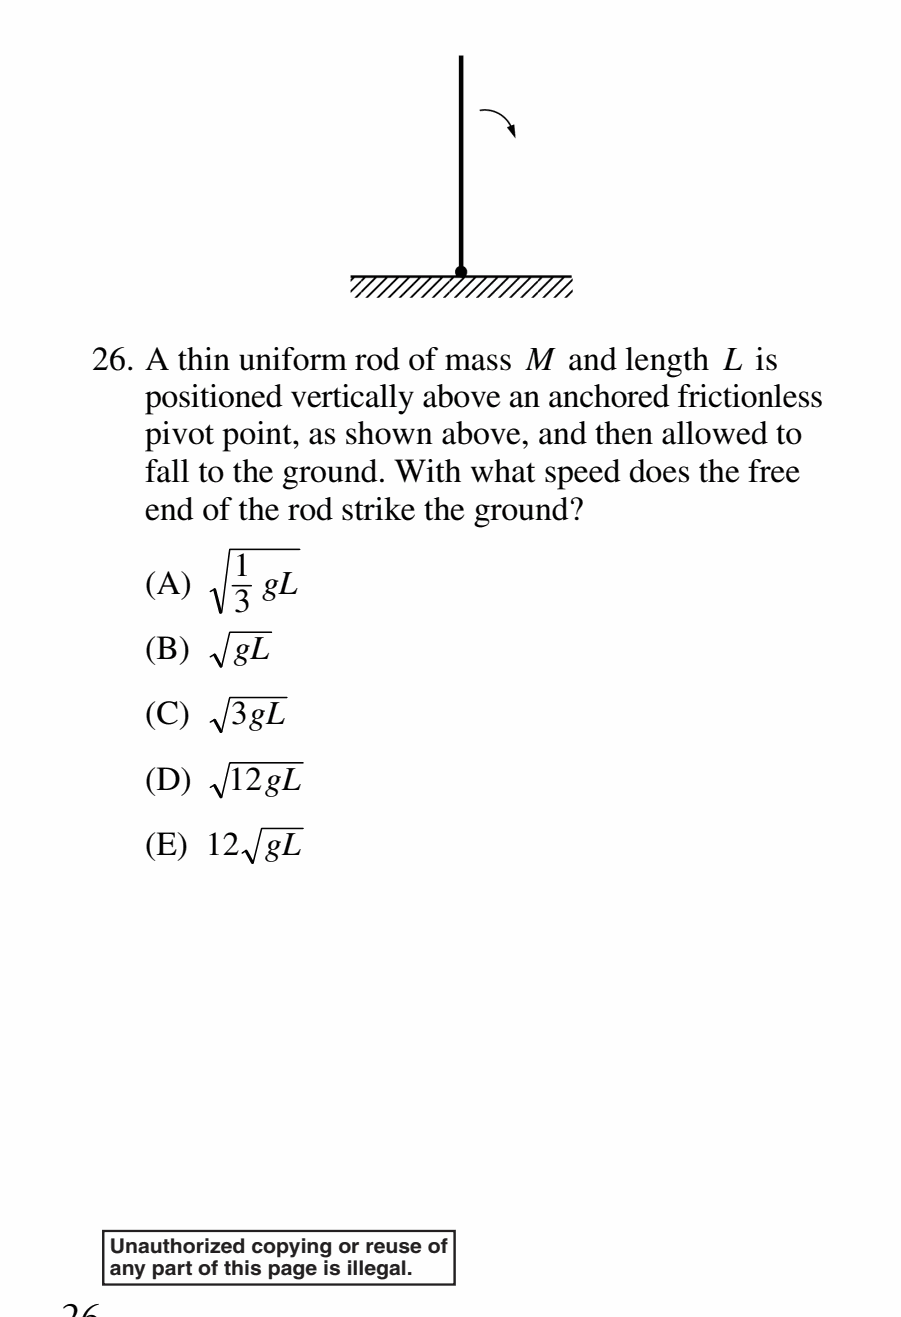 26. A thin uniform rod of mass M and length L is
positioned vertically above an anchored frictionless
pivot point, as shown above, and then allowed to
fall to the ground. With what speed does the free
end of the rod strike the ground?
(A) √(1/3 gL)
(B) √(gL)
(C) √(3gL)
(D) √(12gL)
(E) 12√(gL)
Unauthorized copying or reuse of
any part of this page is illegal.
26